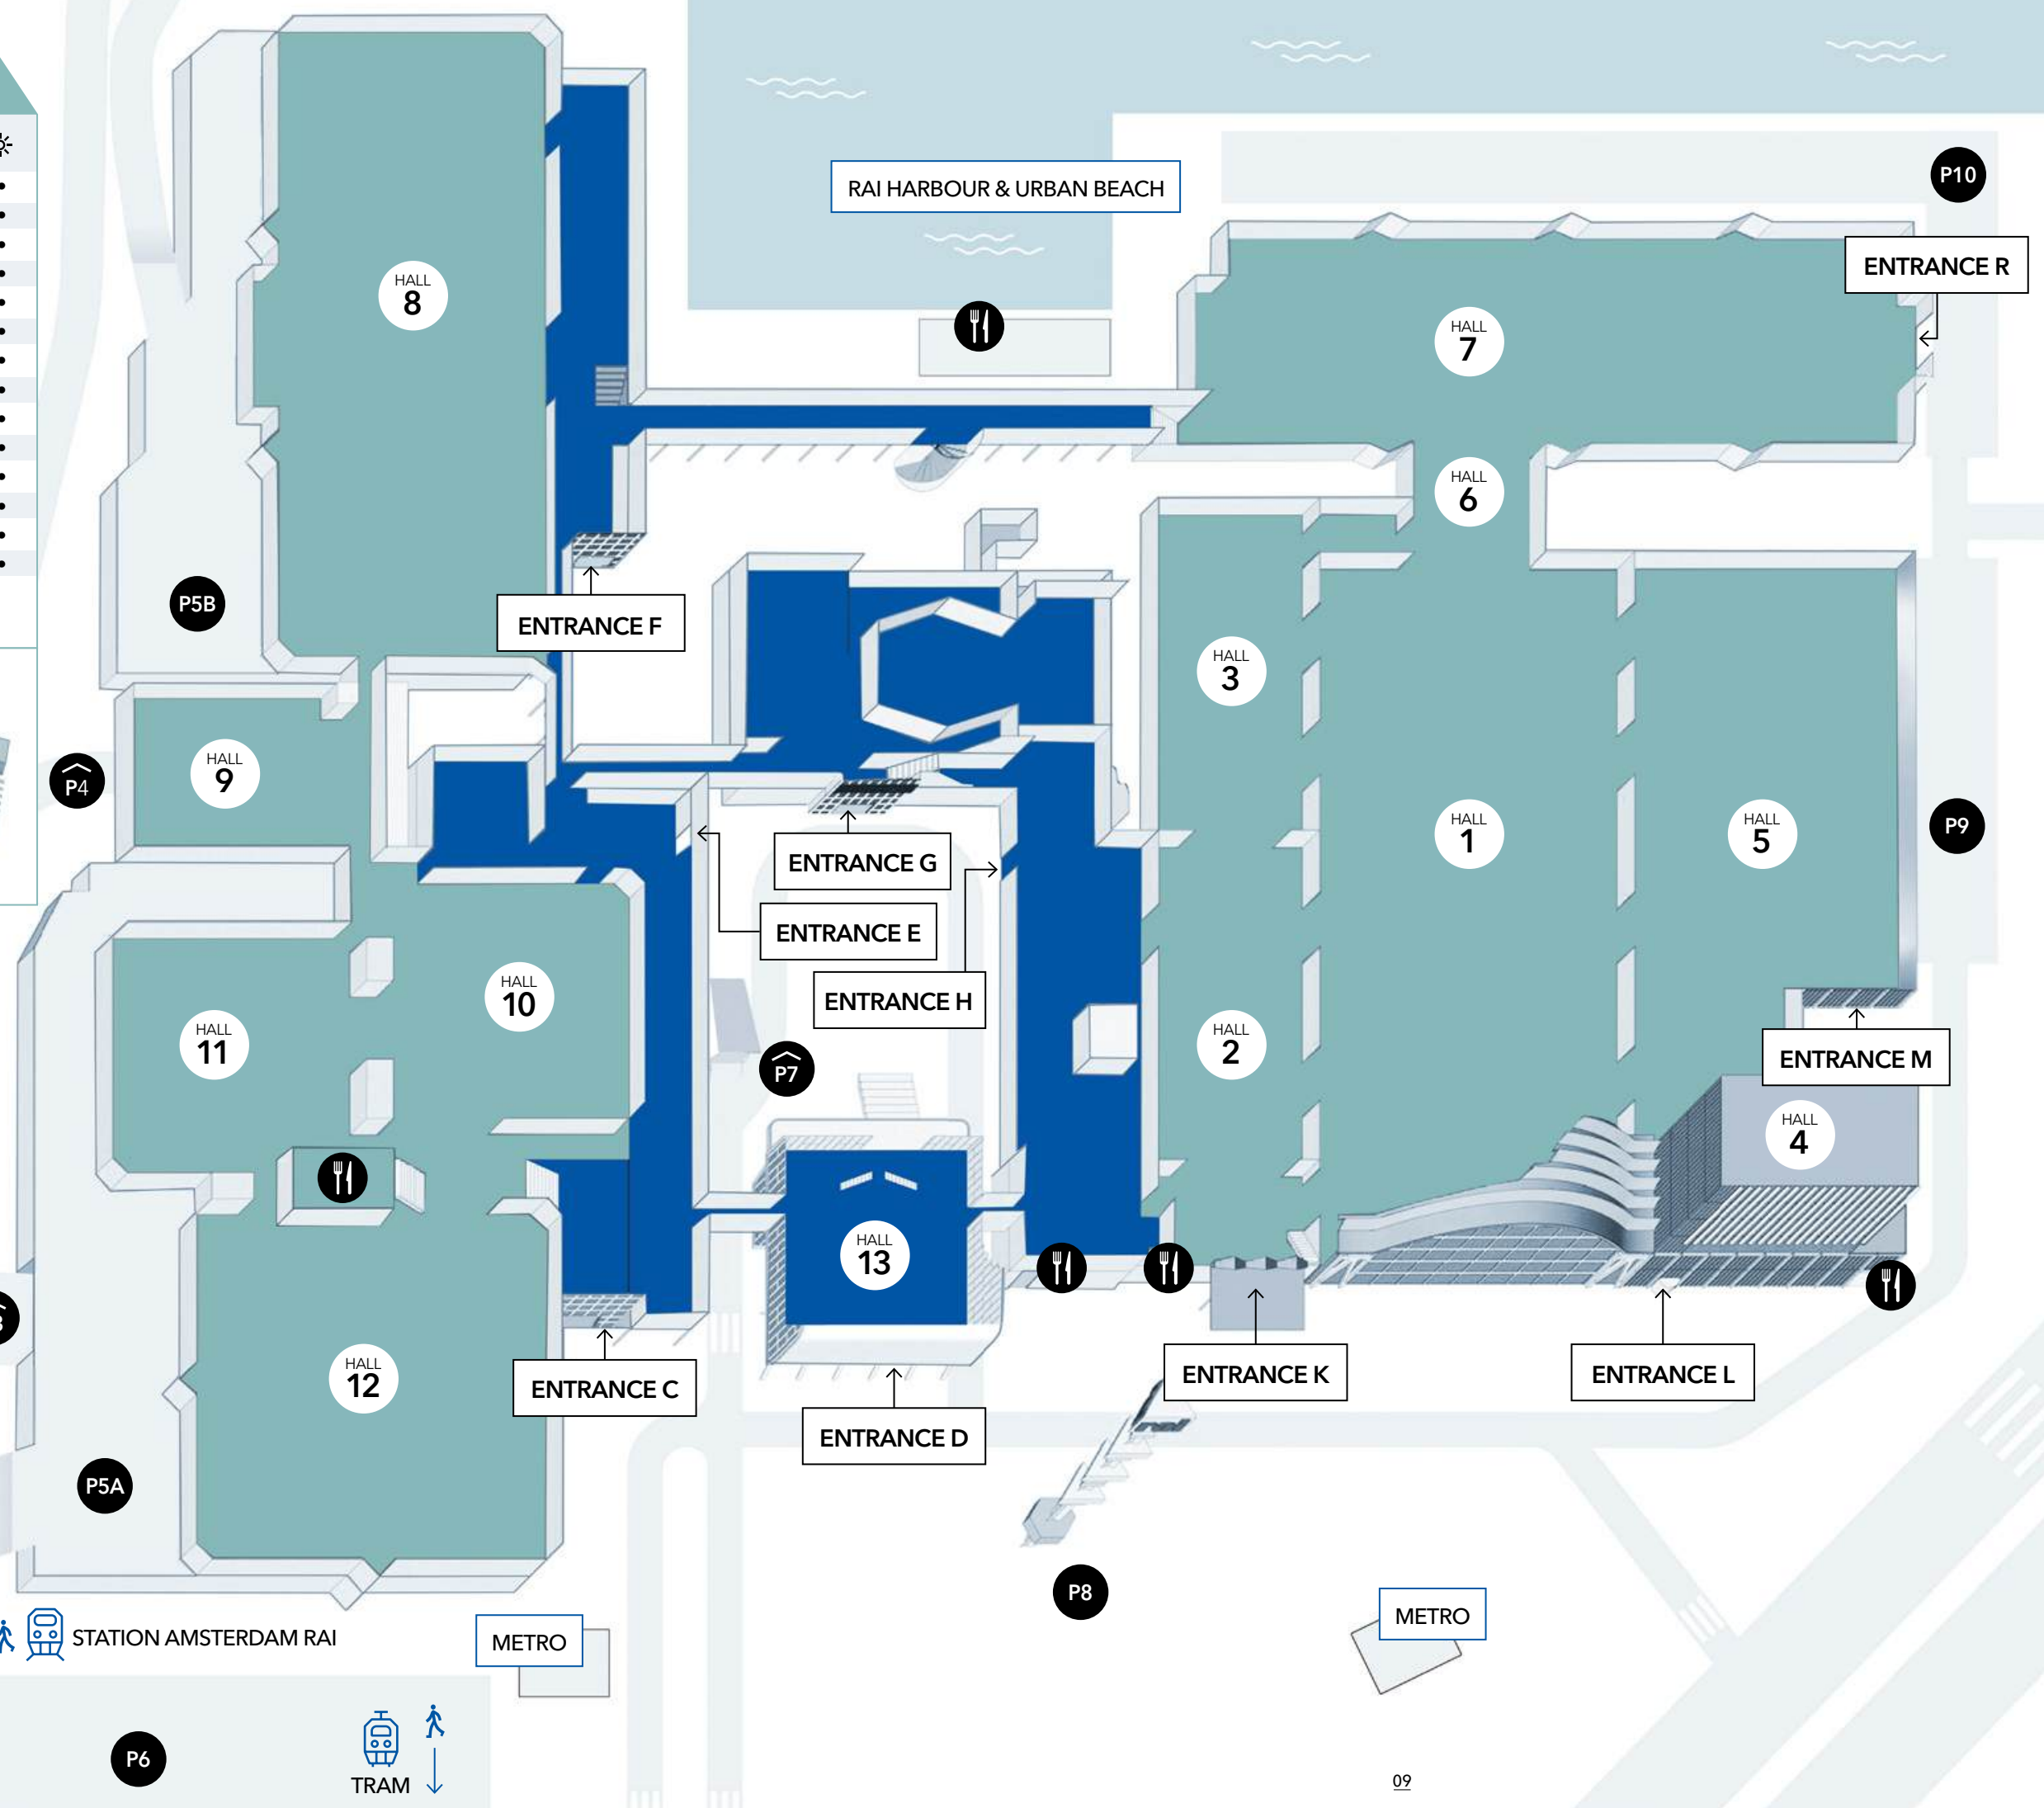 P10
RAI HARBOUR & URBAN BEACH
ENTRANCE R
HALL
8
HALL
7
HALL
6
P5B
ENTRANCE F
HALL
3
HALL
9
P4
HALL
1
HALL
5
P9
ENTRANCE G
ENTRANCE E
HALL
10
ENTRANCE H
HALL
11
HALL
2
P7
ENTRANCE M
HALL
4
HALL
13
HALL
12
ENTRANCE C
ENTRANCE K
ENTRANCE L
ENTRANCE D
rai
P5A
P8
STATION AMSTERDAM RAI
METRO
METRO
P6
TRAM
09